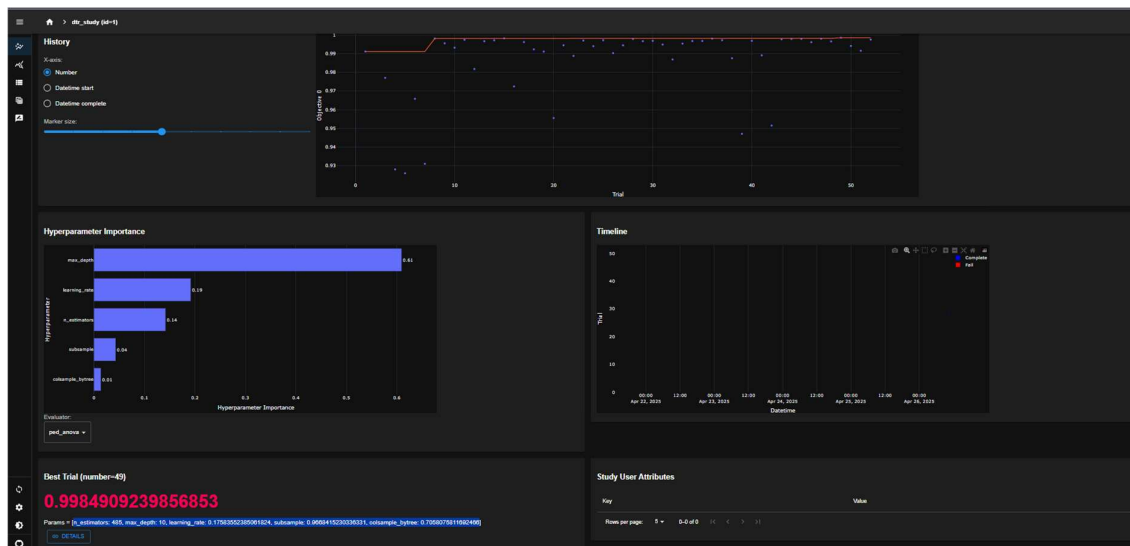 dtr_study (id=1)
History
X-axis:
Number
Datetime start
Datetime complete
Marker size:
Objective 0
1
0.99
0.98
0.97
0.96
0.95
0.94
0.93
0 10 20 30 40 50
Trial
Hyperparameter Importance
Hyperparameter
max_depth 0.61
learning_rate 0.19
n_estimators 0.14
subsample 0.04
colsample_bytree 0.01
0 0.1 0.2 0.3 0.4 0.5 0.6
Hyperparameter Importance
Evaluator:
ped_anova
Timeline
Complete
Fail
Trial
50
40
30
20
10
0
00:00 12:00 00:00 12:00 00:00 12:00 00:00 12:00 00:00
Apr 22, 2025 Apr 23, 2025 Apr 24, 2025 Apr 25, 2025 Apr 26, 2025
Datetime
Best Trial (number=49)
0.9984909239856853
Params = [n_estimators: 485, max_depth: 10, learning_rate: 0.17583552385061824, subsample: 0.9668415230336331, colsample_bytree: 0.7058075811692466]
DETAILS
Study User Attributes
Key Value
Rows per page: 5 0–0 of 0